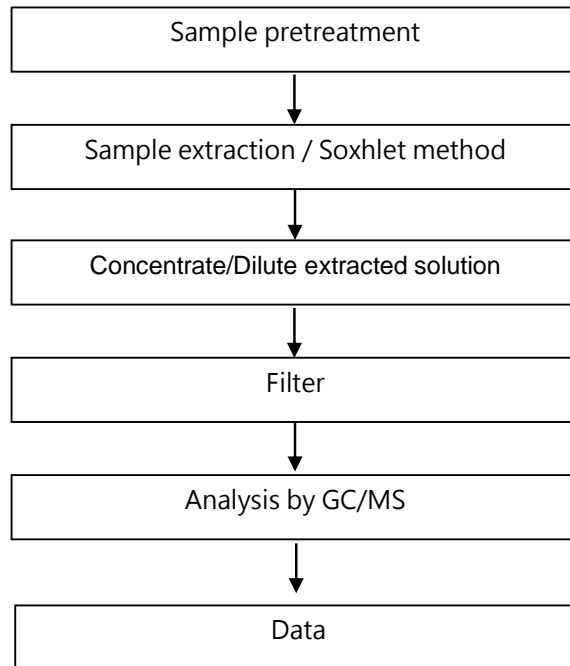 Sample pretreatment
Sample extraction / Soxhlet method
Concentrate/Dilute extracted solution
Filter
Analysis by GC/MS
Data